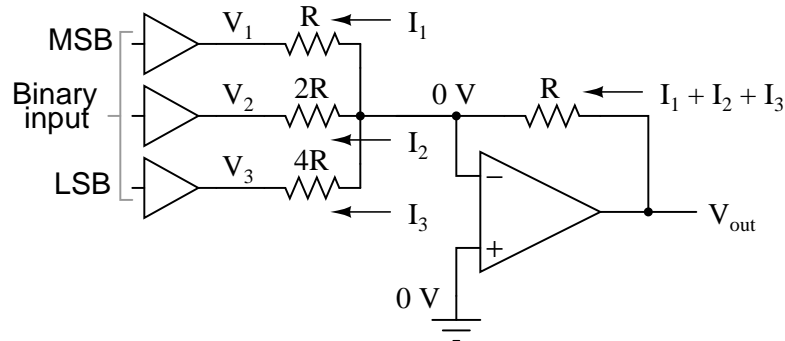 MSB
V1
R
I1
Binary
input
V2
2R
I2
LSB
V3
4R
I3
0 V
R
I1 + I2 + I3
−
+
Vout
0 V